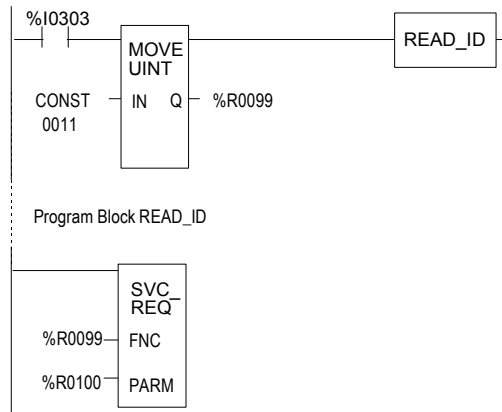 %I0303
MOVE
UINT
READ_ID
CONST
0011
IN Q
%R0099
Program Block READ_ID
SVC_
REQ
%R0099
FNC
%R0100
PARM